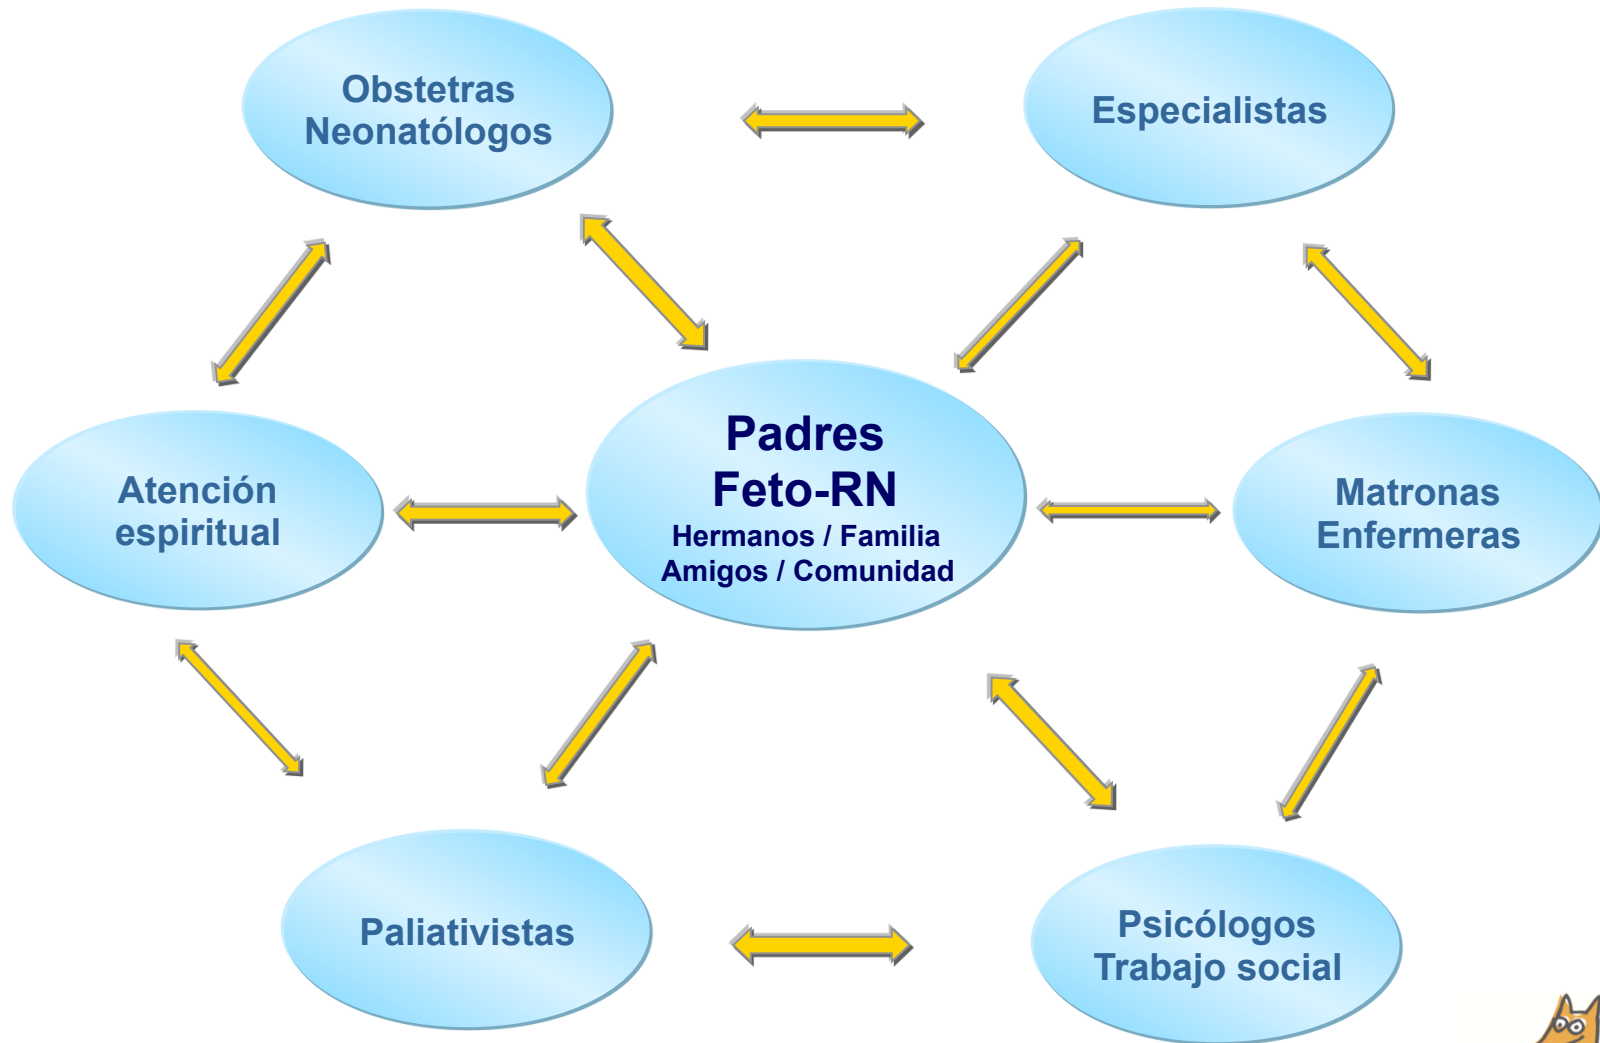 Obstetras
Neonatólogos
Especialistas
Padres
Feto-RN
Hermanos / Familia
Amigos / Comunidad
Atención
espiritual
Matronas
Enfermeras
Paliativistas
Psicólogos
Trabajo social